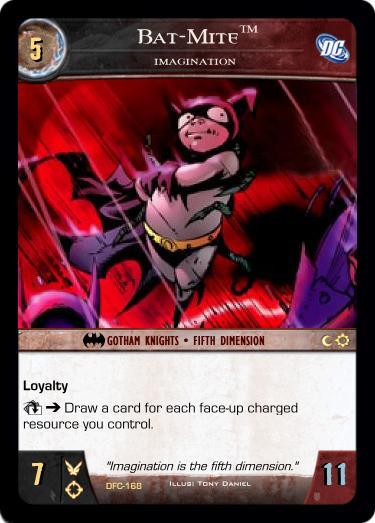 5
BAT-MITE™
IMAGINATION
DC
GOTHAM KNIGHTS • FIFTH DIMENSION
Loyalty
➔ Draw a card for each face-up charged
resource you control.
"Imagination is the fifth dimension."
7
DFC-168
ILLUS: TONY DANIEL
11